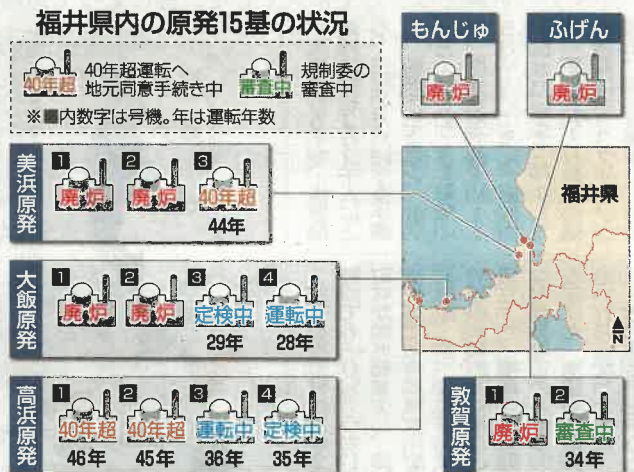 福井県内の原発15基の状況
40年超 40年超運転へ
地元同意手続き中
審査中 規制委の
審査中
※■内数字は号機。年は運転年数
もんじゅ
廃炉
ふげん
廃炉
福井県
N
美浜原発
1 2 3
廃炉 廃炉 40年超
44年
大飯原発
1 2 3 4
廃炉 廃炉 定検中 運転中
29年 28年
高浜原発
1 2 3 4
40年超 40年超 運転中 定検中
46年 45年 36年 35年
敦賀原発
1 2
廃炉 審査中
34年